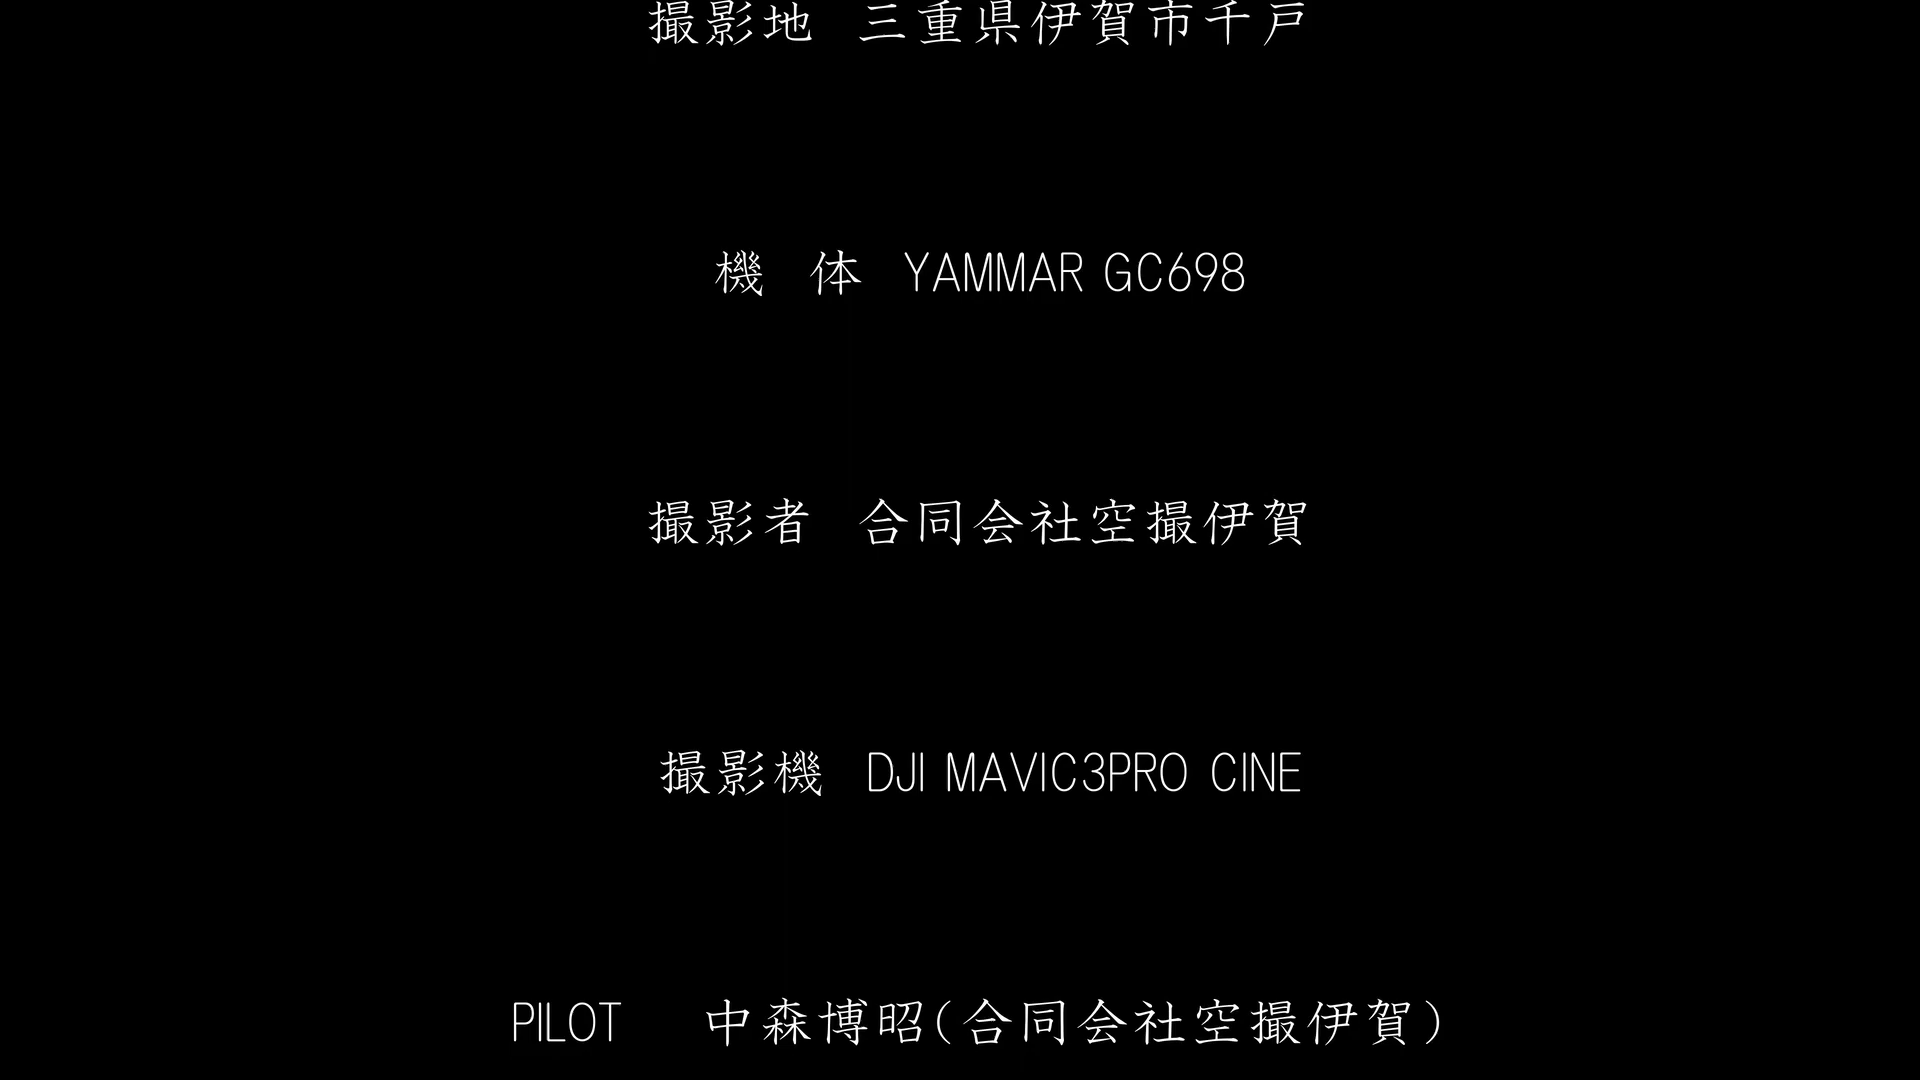 撮影地 三重県伊賀市千戸
機 体 YAMMAR GC698
撮影者 合同会社空撮伊賀
撮影機 DJI MAVIC3PRO CINE
PILOT 中森博昭(合同会社空撮伊賀)